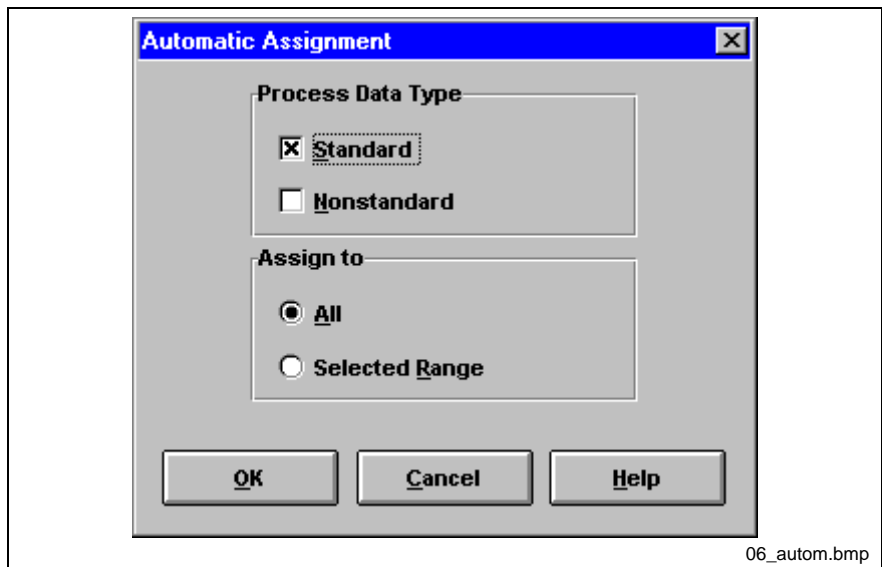 Automatic Assignment
Process Data Type
Standard
Nonstandard
Assign to
All
Selected Range
OK Cancel Help
06_autom.bmp